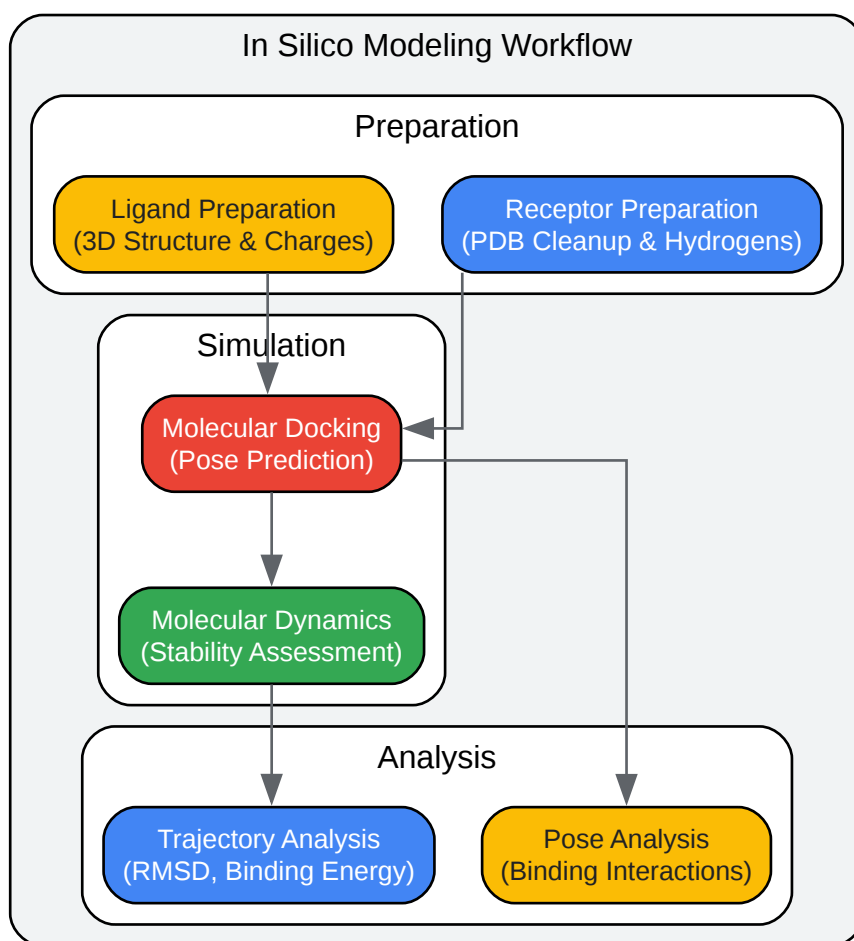 In Silico Modeling Workflow
Preparation
Ligand Preparation
(3D Structure & Charges)
Receptor Preparation
(PDB Cleanup & Hydrogens)
Simulation
Molecular Docking
(Pose Prediction)
Molecular Dynamics
(Stability Assessment)
Analysis
Trajectory Analysis
(RMSD, Binding Energy)
Pose Analysis
(Binding Interactions)